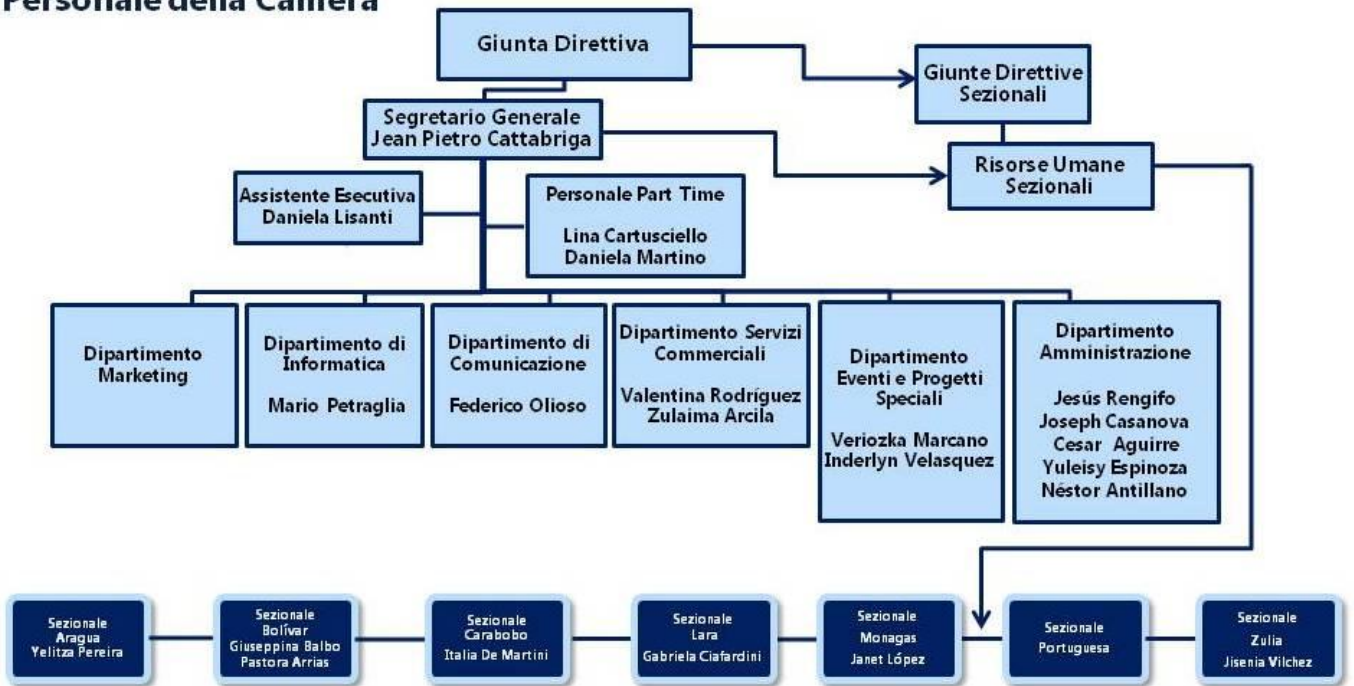 Personale della Camera
Giunta Direttiva
Giunte Direttive
Sezionali
Segretario Generale
Jean Pietro Cattabriga
Risorse Umane
Sezionali
Assistente Esecutiva
Daniela Lisanti
Personale Part Time
Lina Cartusciello
Daniela Martino
Dipartimento
Marketing
Dipartimento di
Informatica
Mario Petraglia
Dipartimento di
Comunicazione
Federico Olioso
Dipartimento Servizi
Commerciali
Valentina Rodríguez
Zulaima Arcila
Dipartimento
Eventi e Progetti
Speciali
Veriozka Marcano
Inderlyn Velasquez
Dipartimento
Amministrazione
Jesús Rengifo
Joseph Casanova
Cesar Aguirre
Yuleisy Espinoza
Néstor Antillano
Sezionale
Aragua
Yelitza Pereira
Sezionale
Bolívar
Giuseppina Balbo
Pastora Arrias
Sezionale
Carabobo
Italia De Martini
Sezionale
Lara
Gabriela Ciafardini
Sezionale
Monagas
Janet López
Sezionale
Portuguesa
Sezionale
Zulia
Jisenia Vilchez